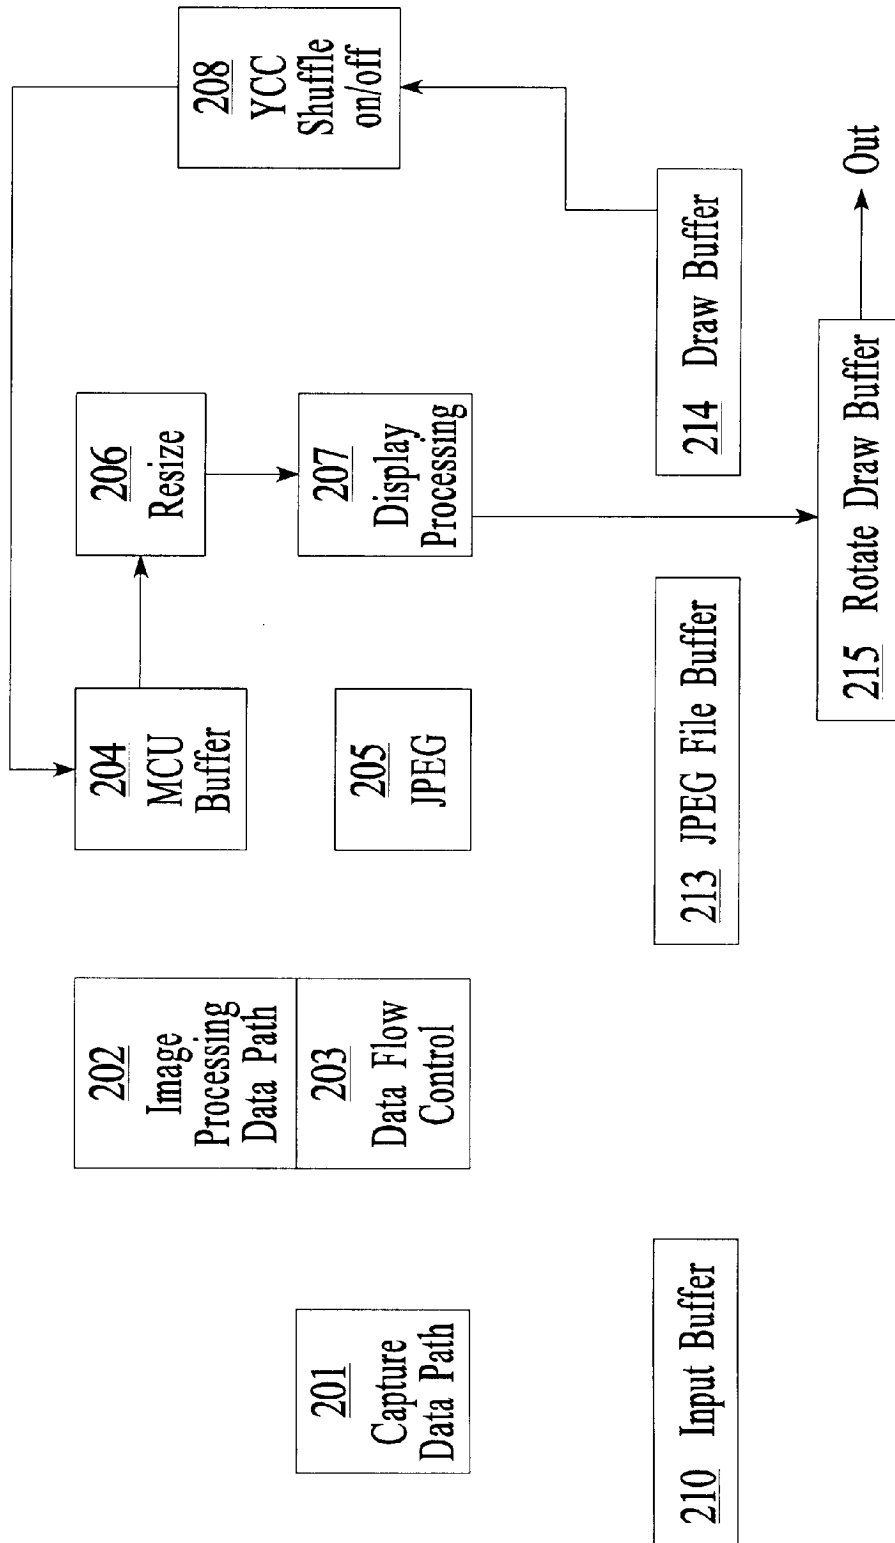 201
Capture
Data Path
210 Input Buffer
202
Image
Processing
Data Path
203
Data Flow
Control
204
MCU
Buffer
205
JPEG
213 JPEG File Buffer
206
Resize
207
Display
Processing
215 Rotate Draw Buffer
Out
214 Draw Buffer
208
YCC
Shuffle
on/off